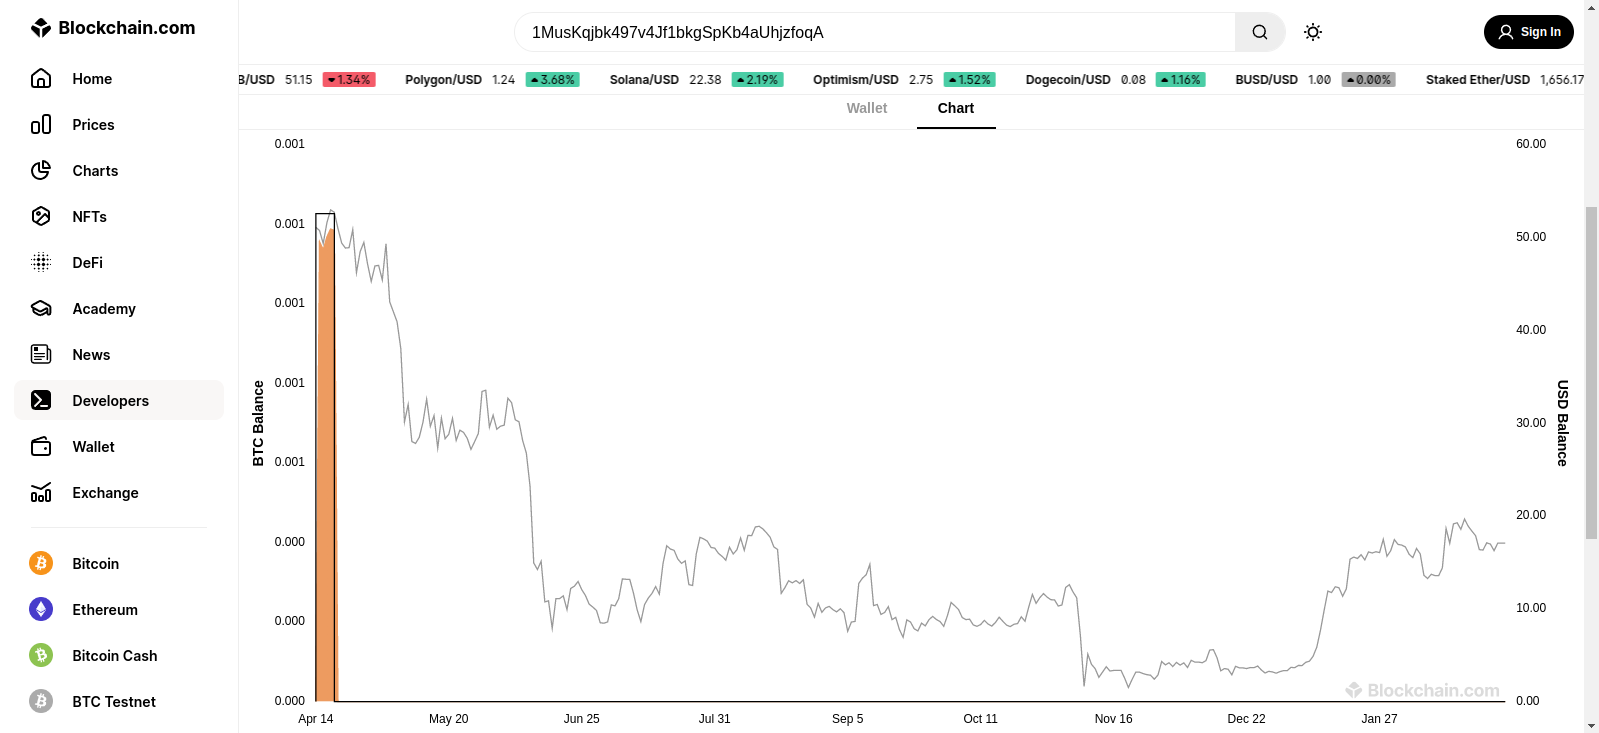 Blockchain.com
1MusKqjbk497v4Jf1bkgSpKb4aUhjzfoqA
Sign In
B/USD 51.15 1.34% Polygon/USD 1.24 3.68% Solana/USD 22.38 2.19% Optimism/USD 2.75 1.52% Dogecoin/USD 0.08 1.16% BUSD/USD 1.00 0.00% Staked Ether/USD 1,656.17
Home
Prices
Charts
NFTs
DeFi
Academy
News
Developers
Wallet
Exchange
Bitcoin
Ethereum
Bitcoin Cash
BTC Testnet
Wallet Chart
0.001
0.001
0.001
0.001
0.001
0.000
0.000
0.000
BTC Balance
60.00
50.00
40.00
30.00
20.00
10.00
0.00
USD Balance
Blockchain.com
Apr 14 May 20 Jun 25 Jul 31 Sep 5 Oct 11 Nov 16 Dec 22 Jan 27